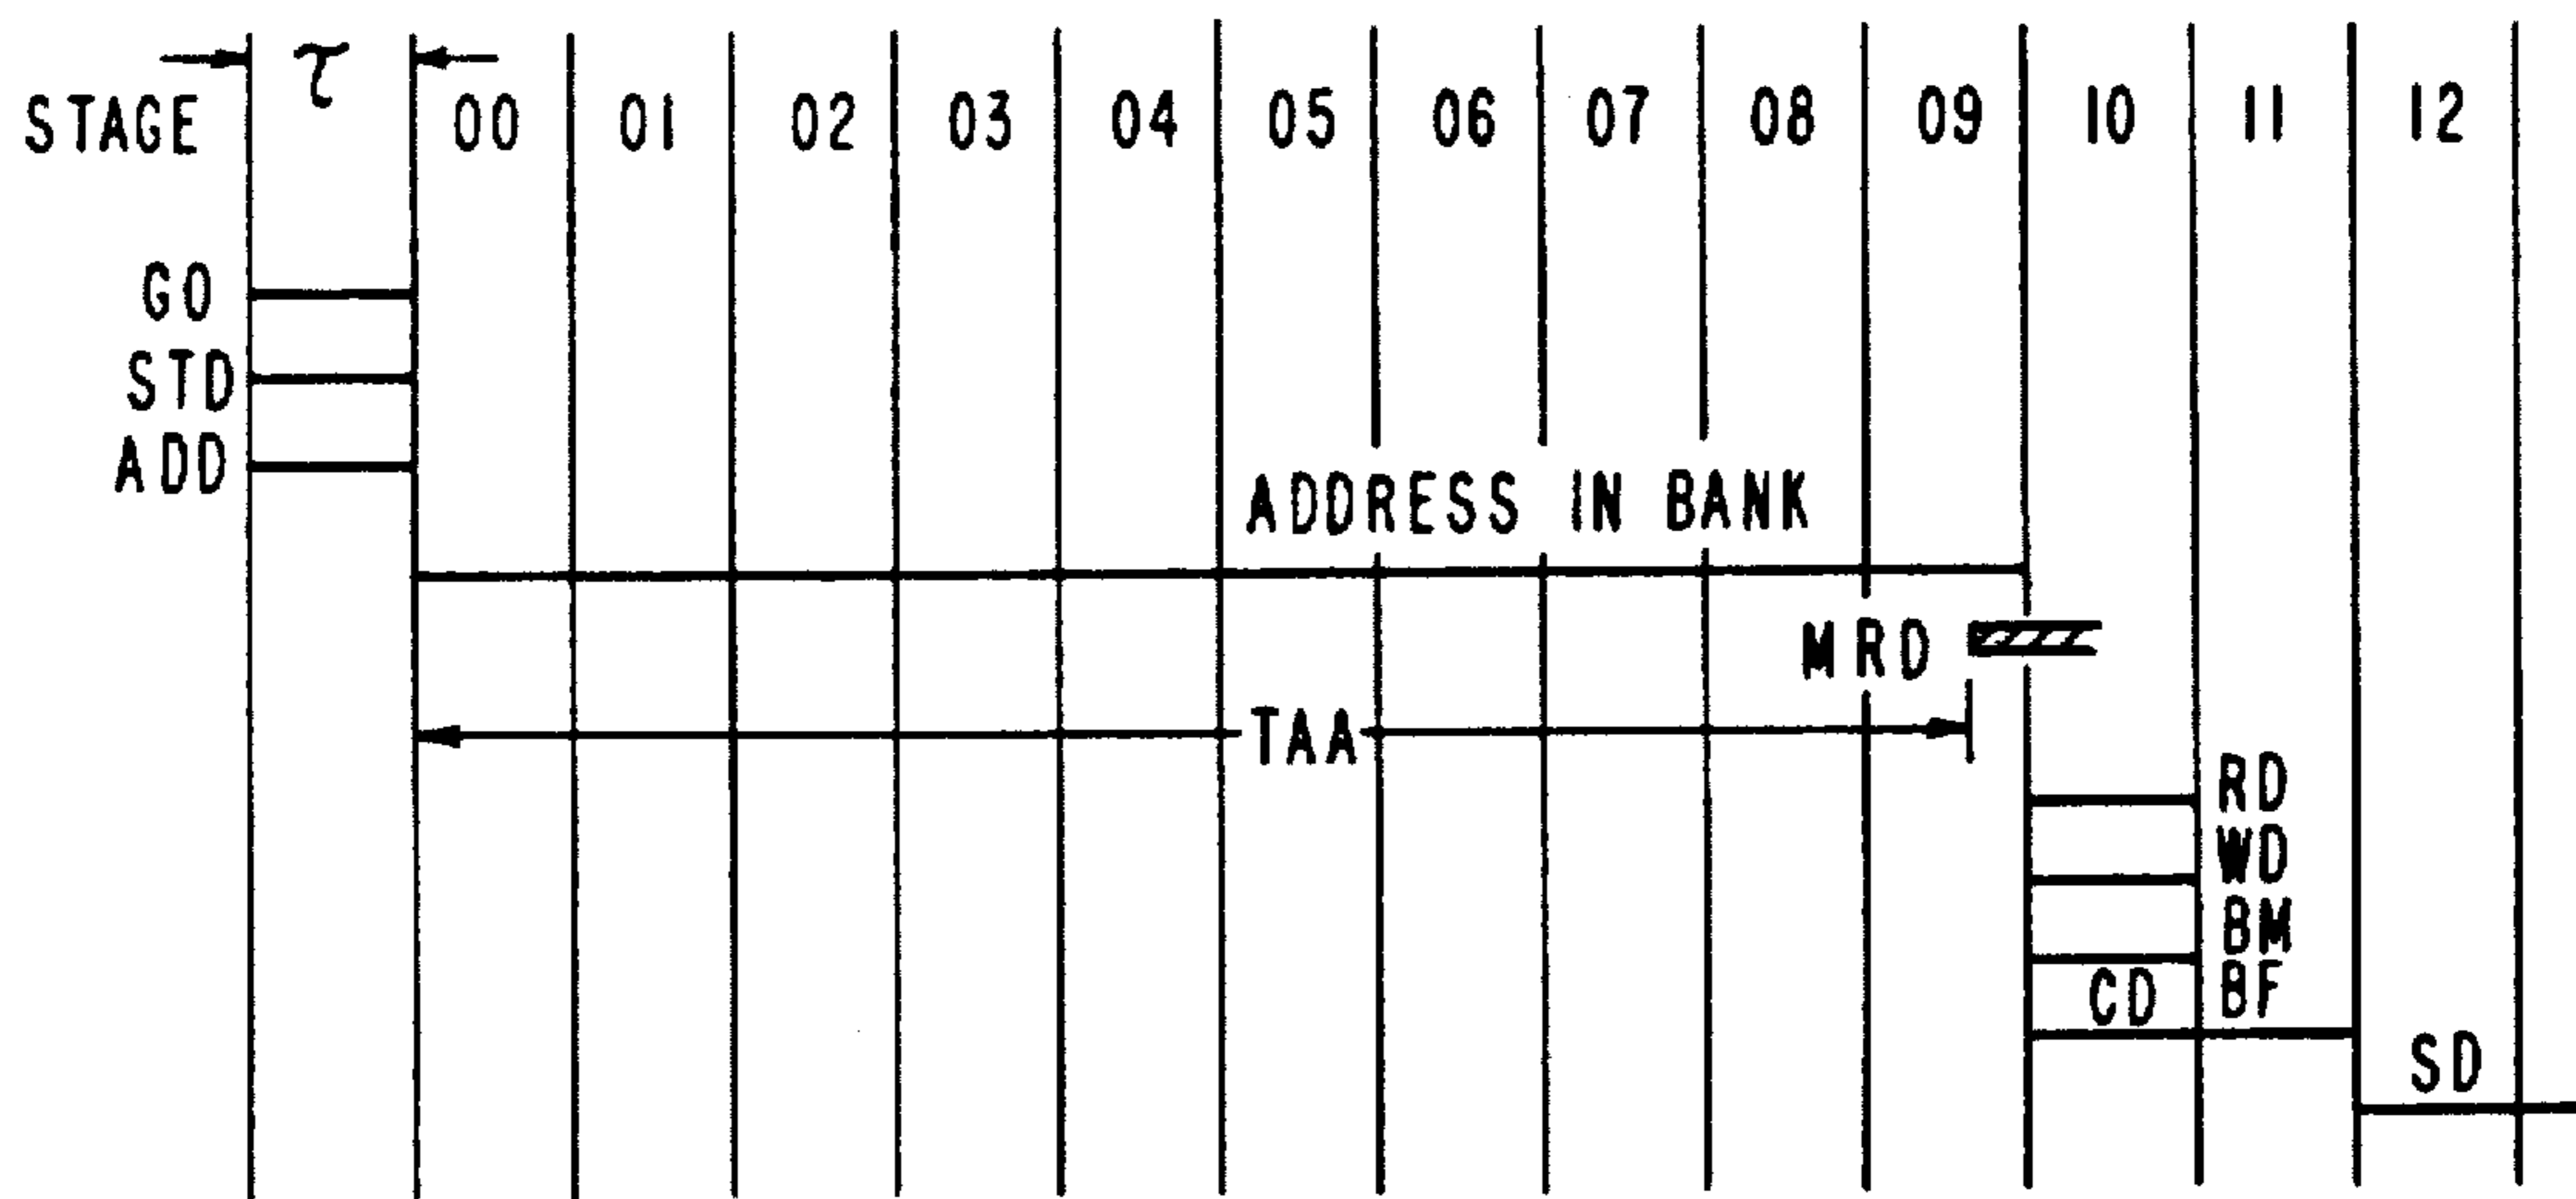 τ
STAGE 00 01 02 03 04 05 06 07 08 09 10 11 12
GO
STD
ADD
ADDRESS IN BANK
MRD
TAA
RD
WD
BM
CD BF
SD